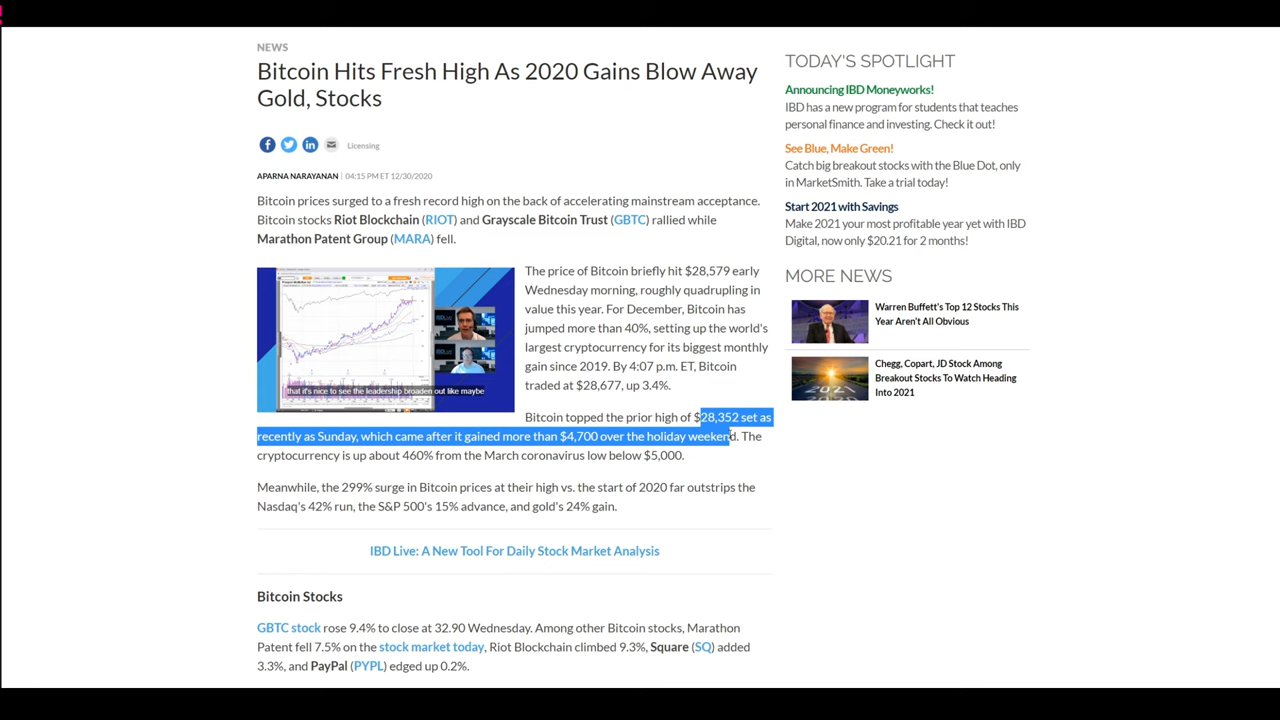 NEWS
Bitcoin Hits Fresh High As 2020 Gains Blow Away
Gold, Stocks
Licensing
APARNA NARAYANAN | 04:15 PM ET 12/30/2020
Bitcoin prices surged to a fresh record high on the back of accelerating mainstream acceptance.
Bitcoin stocks Riot Blockchain (RIOT) and Grayscale Bitcoin Trust (GBTC) rallied while
Marathon Patent Group (MARA) fell.
that it's nice to see the leadership broaden out like maybe
The price of Bitcoin briefly hit $28,579 early
Wednesday morning, roughly quadrupling in
value this year. For December, Bitcoin has
jumped more than 40%, setting up the world's
largest cryptocurrency for its biggest monthly
gain since 2019. By 4:07 p.m. ET, Bitcoin
traded at $28,677, up 3.4%.
Bitcoin topped the prior high of $28,352 set as
recently as Sunday, which came after it gained more than $4,700 over the holiday weekend. The
cryptocurrency is up about 460% from the March coronavirus low below $5,000.
Meanwhile, the 299% surge in Bitcoin prices at their high vs. the start of 2020 far outstrips the
Nasdaq's 42% run, the S&P 500's 15% advance, and gold's 24% gain.
IBD Live: A New Tool For Daily Stock Market Analysis
Bitcoin Stocks
GBTC stock rose 9.4% to close at 32.90 Wednesday. Among other Bitcoin stocks, Marathon
Patent fell 7.5% on the stock market today, Riot Blockchain climbed 9.3%, Square (SQ) added
3.3%, and PayPal (PYPL) edged up 0.2%.
TODAY'S SPOTLIGHT
Announcing IBD Moneyworks!
IBD has a new program for students that teaches
personal finance and investing. Check it out!
See Blue, Make Green!
Catch big breakout stocks with the Blue Dot, only
in MarketSmith. Take a trial today!
Start 2021 with Savings
Make 2021 your most profitable year yet with IBD
Digital, now only $20.21 for 2 months!
MORE NEWS
Warren Buffett's Top 12 Stocks This
Year Aren't All Obvious
Chegg, Copart, JD Stock Among
Breakout Stocks To Watch Heading
Into 2021